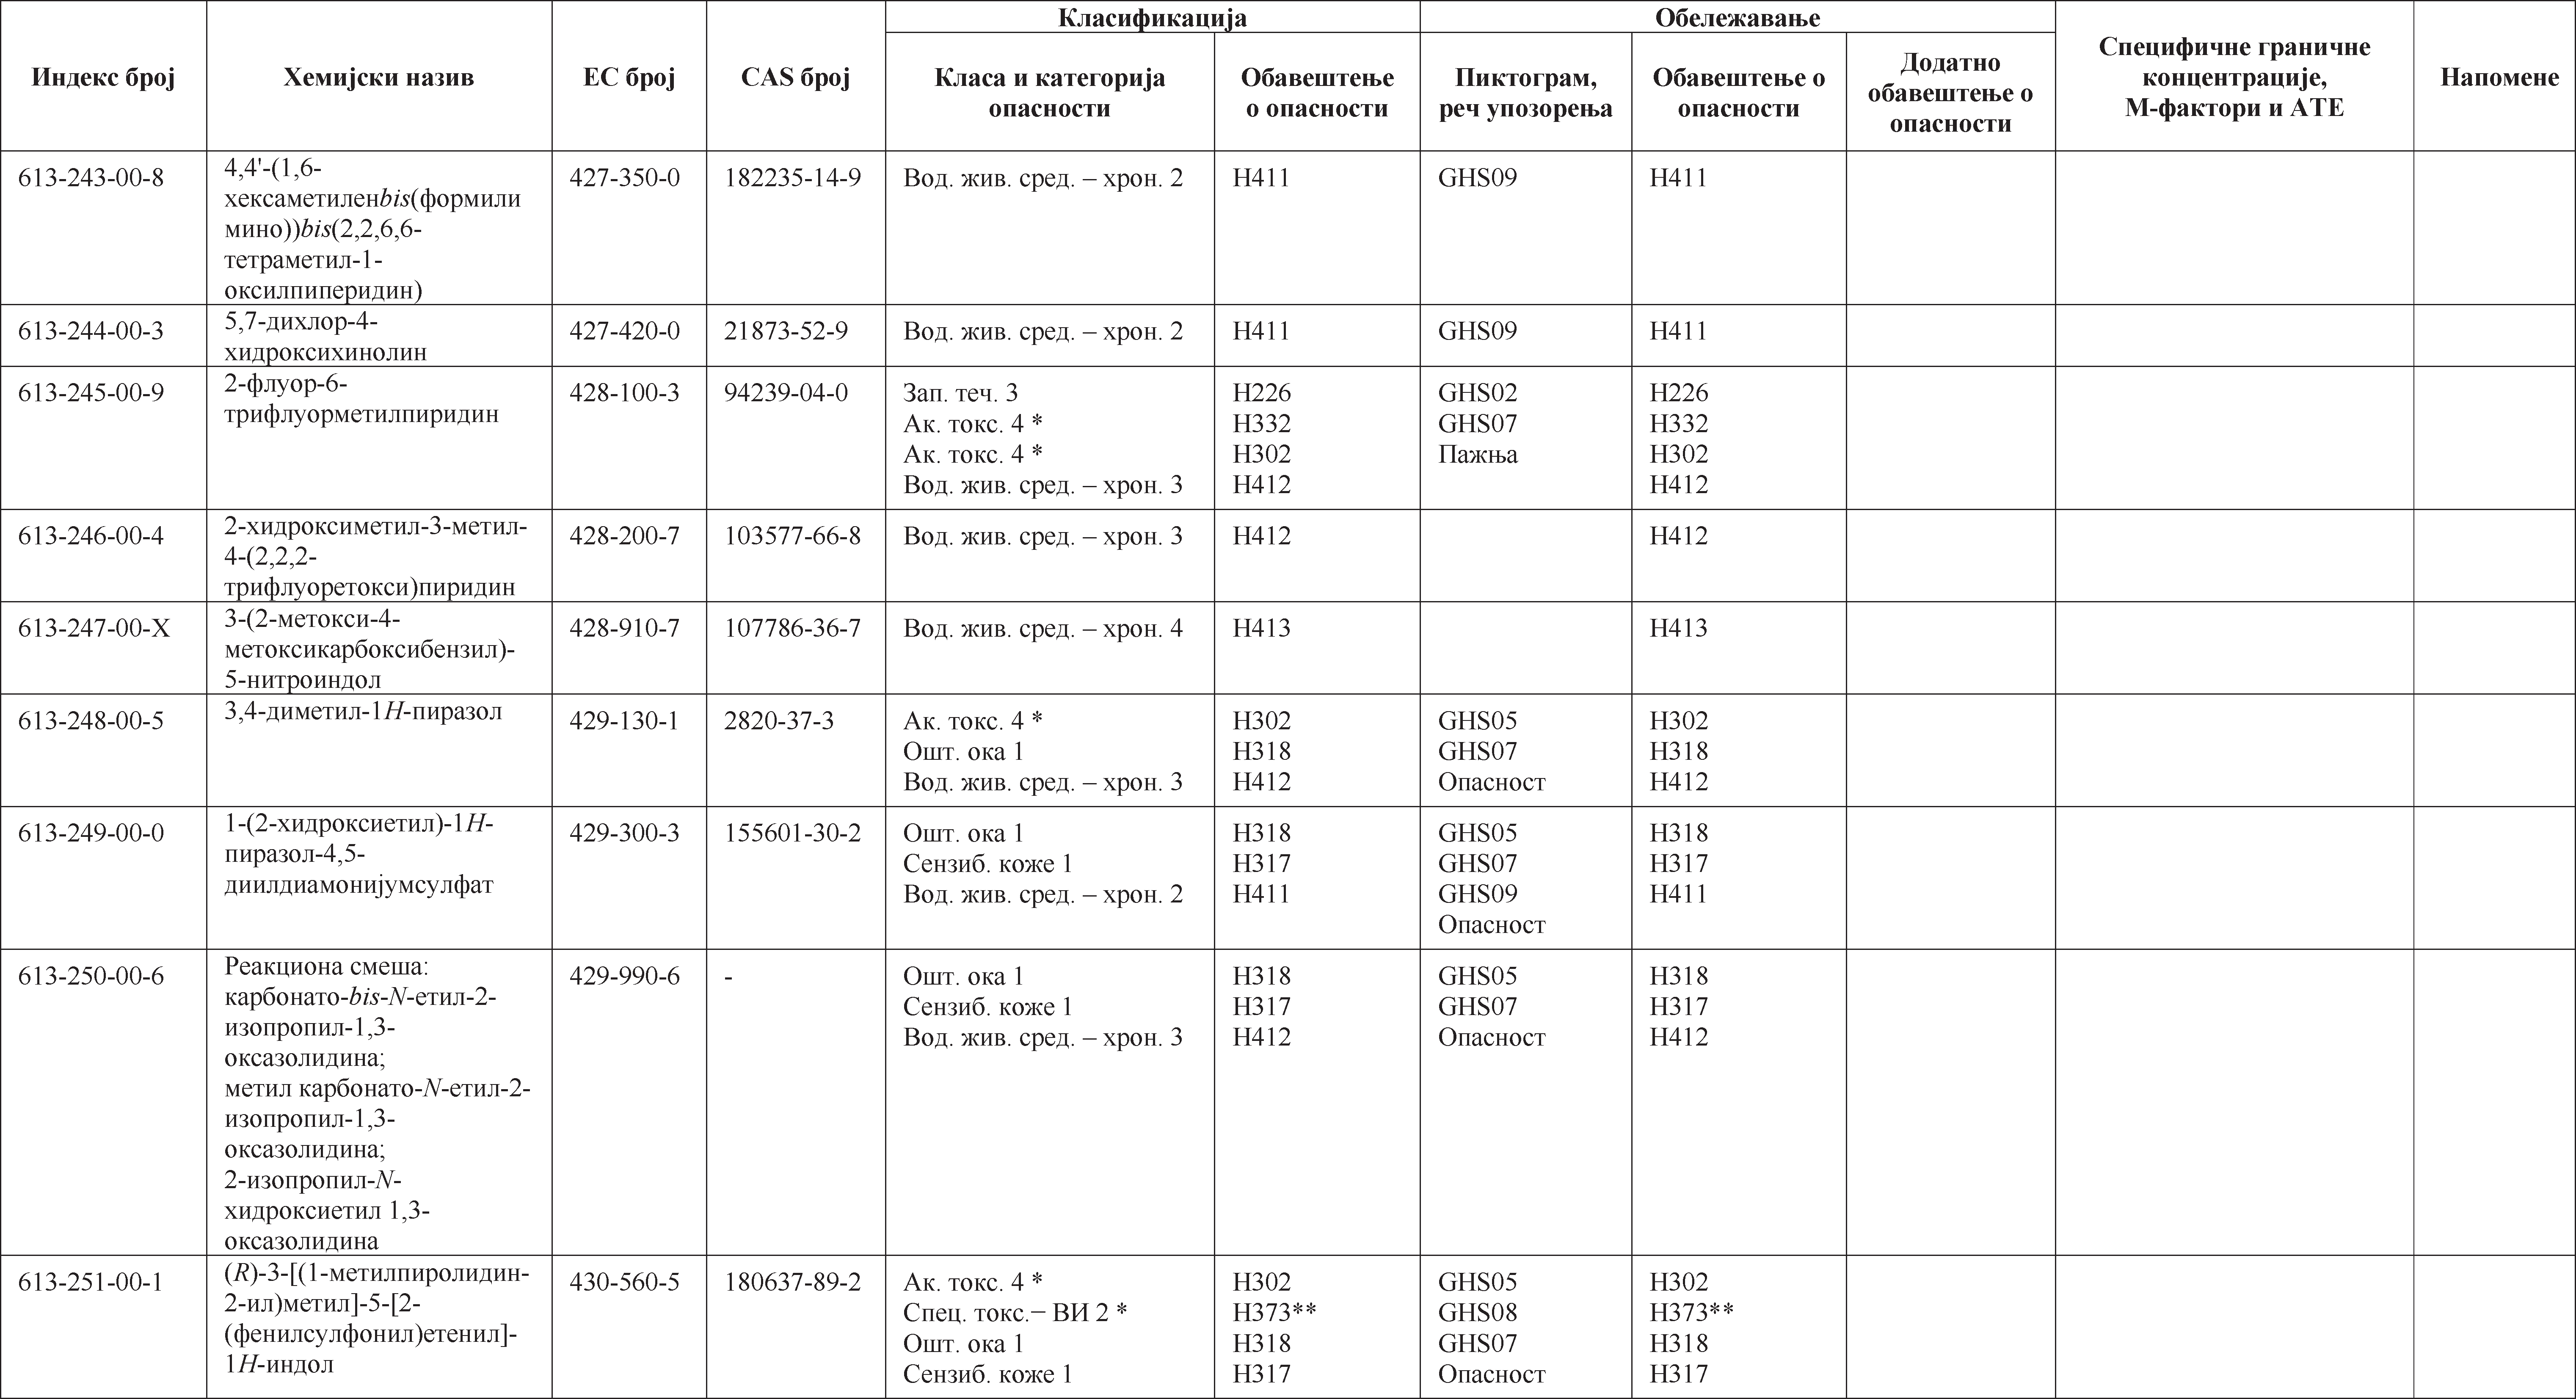 Класификација
Обележавање
Индекс број
Хемијски назив
ЕС број
CAS број
Класа и категорија
опасности
Обавештење
о опасности
Пиктограм,
реч упозорења
Обавештење о
опасности
Додатно
обавештење о
опасности
Специфичне граничне
концентрације,
М-фактори и АТЕ
Напомене
613-243-00-8
4,4'-(1,6-
хексаметиленbis(формили
мино))bis(2,2,6,6-
тетраметил-1-
оксилпиперидин)
427-350-0
182235-14-9
Вод. жив. сред. – хрон. 2
H411
GHS09
H411
613-244-00-3
5,7-дихлор-4-
хидроксихинолин
427-420-0
21873-52-9
Вод. жив. сред. – хрон. 2
H411
GHS09
H411
613-245-00-9
2-флуор-6-
трифлуорметилпиридин
428-100-3
94239-04-0
Зап. теч. 3
Ак. токс. 4 *
Ак. токс. 4 *
Вод. жив. сред. – хрон. 3
H226
H332
H302
H412
GHS02
GHS07
Пажња
H226
H332
H302
H412
613-246-00-4
2-хидроксиметил-3-метил-
4-(2,2,2-
трифлуоретокси)пиридин
428-200-7
103577-66-8
Вод. жив. сред. – хрон. 3
H412
H412
613-247-00-X
3-(2-метокси-4-
метоксикарбоксибензил)-
5-нитроиндол
428-910-7
107786-36-7
Вод. жив. сред. – хрон. 4
H413
H413
613-248-00-5
3,4-диметил-1H-пиразол
429-130-1
2820-37-3
Ак. токс. 4 *
Ошт. ока 1
Вод. жив. сред. – хрон. 3
H302
H318
H412
GHS05
GHS07
Опасност
H302
H318
H412
613-249-00-0
1-(2-хидроксиетил)-1H-
пиразол-4,5-
диилдиамонијумсулфат
429-300-3
155601-30-2
Ошт. ока 1
Сензиб. коже 1
Вод. жив. сред. – хрон. 2
H318
H317
H411
GHS05
GHS07
GHS09
Опасност
H318
H317
H411
613-250-00-6
Реакциона смеша:
карбонато-bis-N-етил-2-
изопропил-1,3-
оксазолидина;
метил карбонато-N-етил-2-
изопропил-1,3-
оксазолидина;
2-изопропил-N-
хидроксиетил 1,3-
оксазолидина
429-990-6
-
Ошт. ока 1
Сензиб. коже 1
Вод. жив. сред. – хрон. 3
H318
H317
H412
GHS05
GHS07
Опасност
H318
H317
H412
613-251-00-1
(R)-3-[(1-метилпиролидин-
2-ил)метил]-5-[2-
(фенилсулфонил)етенил]-
1H-индол
430-560-5
180637-89-2
Ак. токс. 4 *
Спец. токс.− ВИ 2 *
Ошт. ока 1
Сензиб. коже 1
H302
H373**
H318
H317
GHS05
GHS08
GHS07
Опасност
H302
H373**
H318
H317